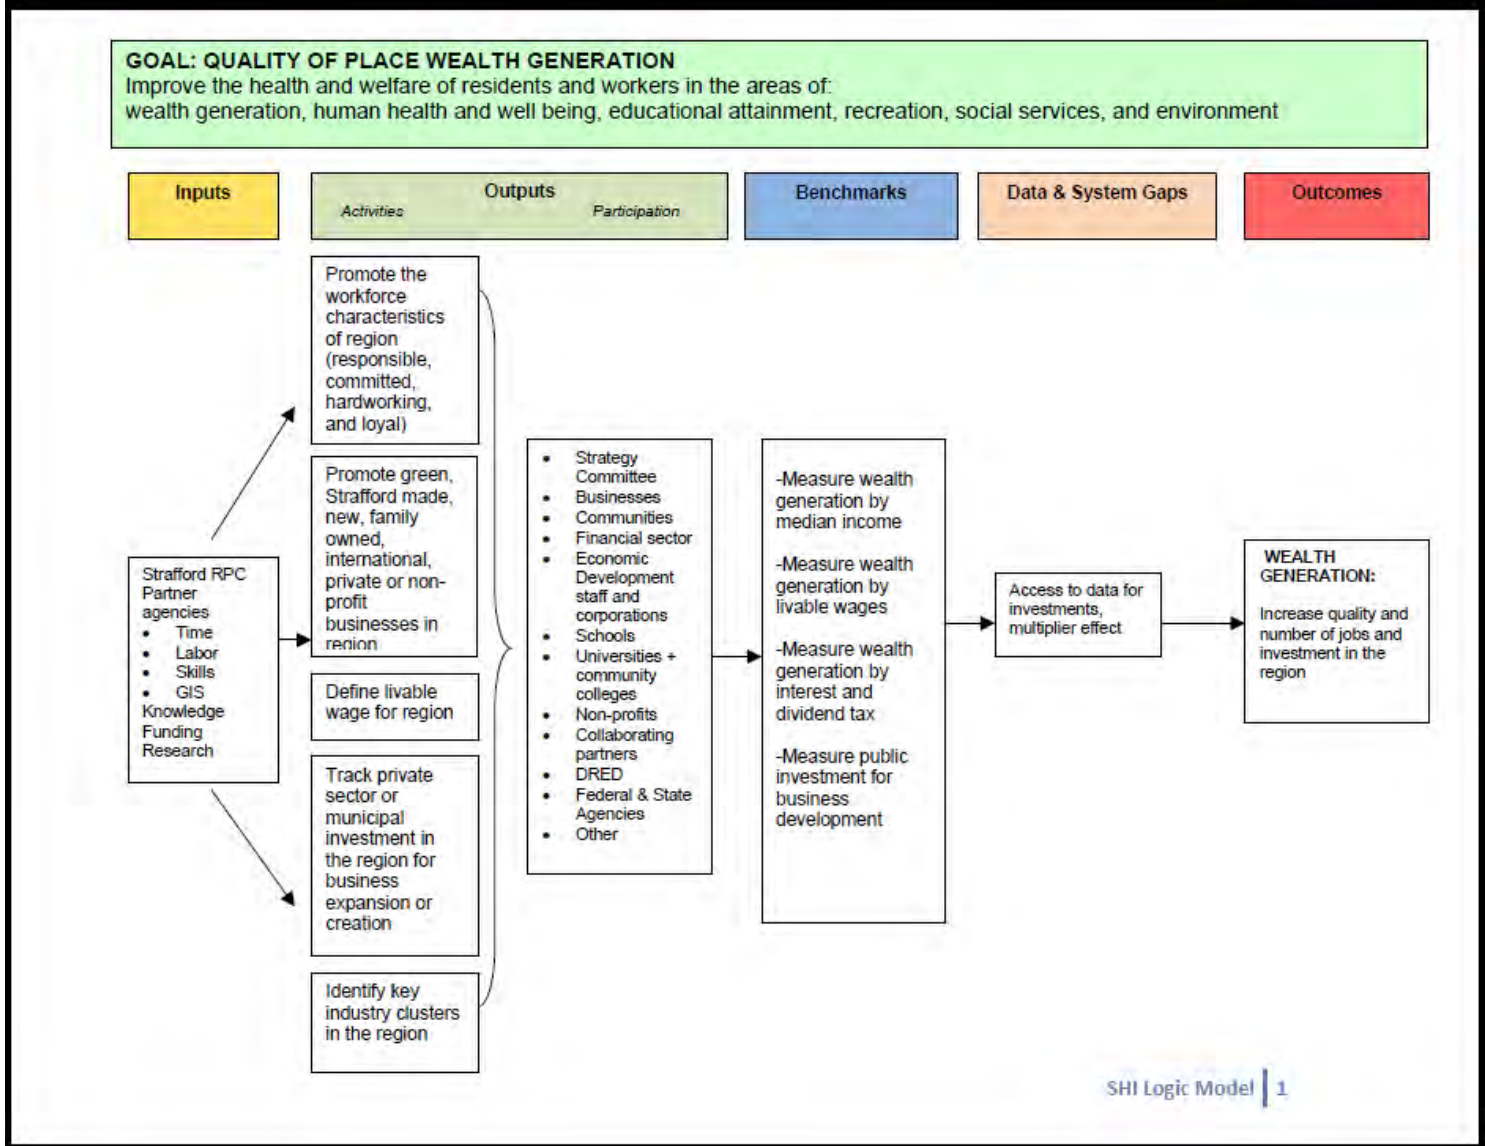 GOAL: QUALITY OF PLACE WEALTH GENERATION
Improve the health and welfare of residents and workers in the areas of:
wealth generation, human health and well being, educational attainment, recreation, social services, and environment
Inputs
Outputs
Activities
Participation
Benchmarks
Data & System Gaps
Outcomes
Strafford RPC
Partner
agencies
• Time
• Labor
• Skills
• GIS
Knowledge
Funding
Research
Promote the
workforce
characteristics
of region
(responsible,
committed,
hardworking,
and loyal)
Promote green,
Strafford made,
new, family
owned,
international,
private or non-
profit
businesses in
region
Define livable
wage for region
Track private
sector or
municipal
investment in
the region for
business
expansion or
creation
Identify key
industry clusters
in the region
• Strategy
Committee
• Businesses
• Communities
• Financial sector
• Economic
Development
staff and
corporations
• Schools
• Universities +
community
colleges
• Non-profits
• Collaborating
partners
• DRED
• Federal & State
Agencies
• Other
-Measure wealth
generation by
median income
-Measure wealth
generation by
livable wages
-Measure wealth
generation by
interest and
dividend tax
-Measure public
investment for
business
development
Access to data for
investments,
multiplier effect
WEALTH
GENERATION:
Increase quality and
number of jobs and
investment in the
region
SHI Logic Model | 1